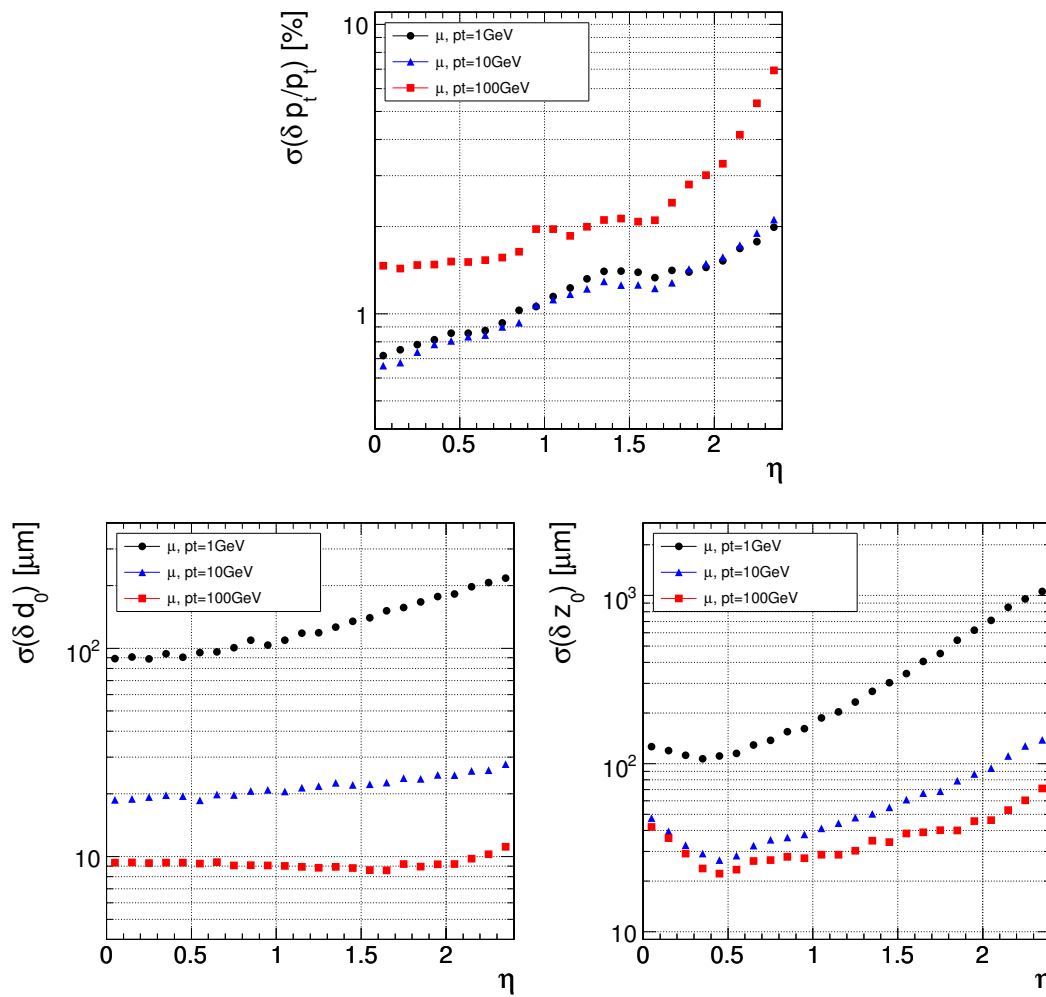 σ(δ p_t/p_t) [%]
10
1
μ, pt=1GeV
μ, pt=10GeV
μ, pt=100GeV
0 0.5 1 1.5 2
η
σ(δ d_0) [μm]
10^2
10
μ, pt=1GeV
μ, pt=10GeV
μ, pt=100GeV
0 0.5 1 1.5 2
η
σ(δ z_0) [μm]
10^3
10^2
10
μ, pt=1GeV
μ, pt=10GeV
μ, pt=100GeV
0 0.5 1 1.5 2